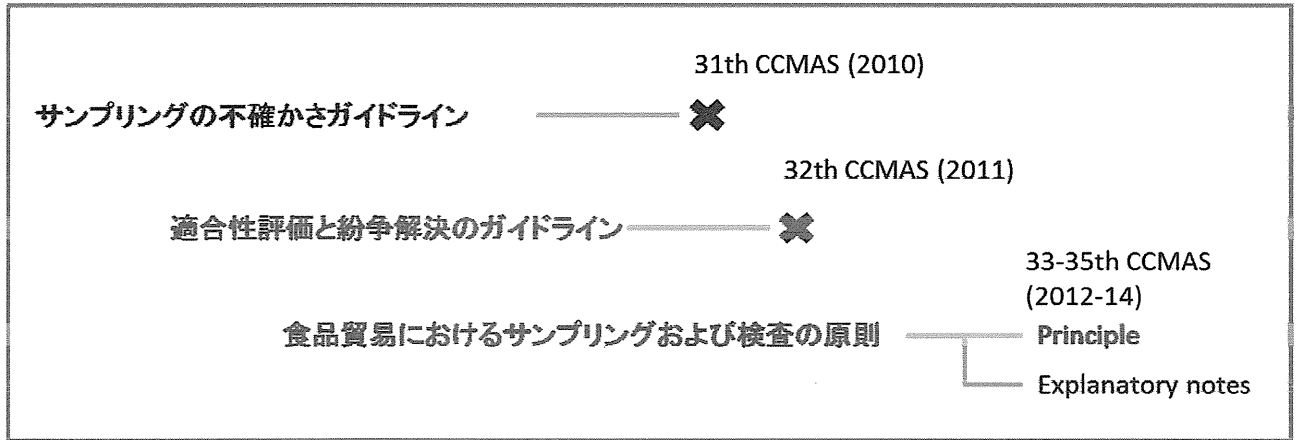 31th CCMAS (2010)
サンプリングの不確かさガイドライン
32th CCMAS (2011)
適合性評価と紛争解決のガイドライン
33-35th CCMAS
(2012-14)
食品貿易におけるサンプリングおよび検査の原則
Principle
Explanatory notes